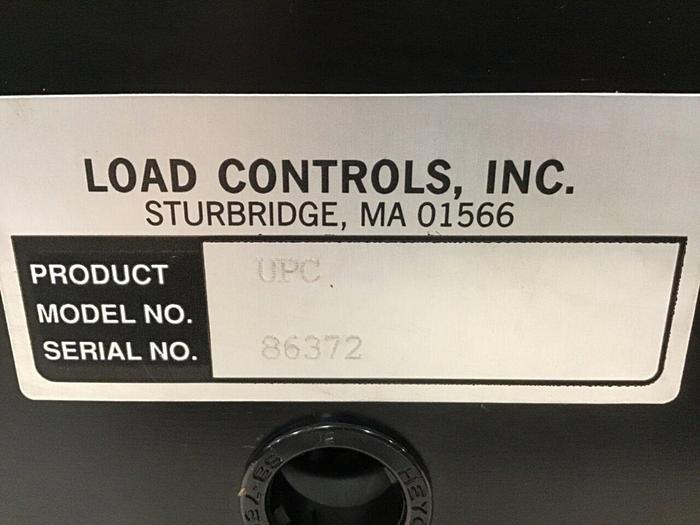 LOAD CONTROLS, INC.
STURBRIDGE, MA 01566
PRODUCT UPC
MODEL NO.
SERIAL NO. 86372